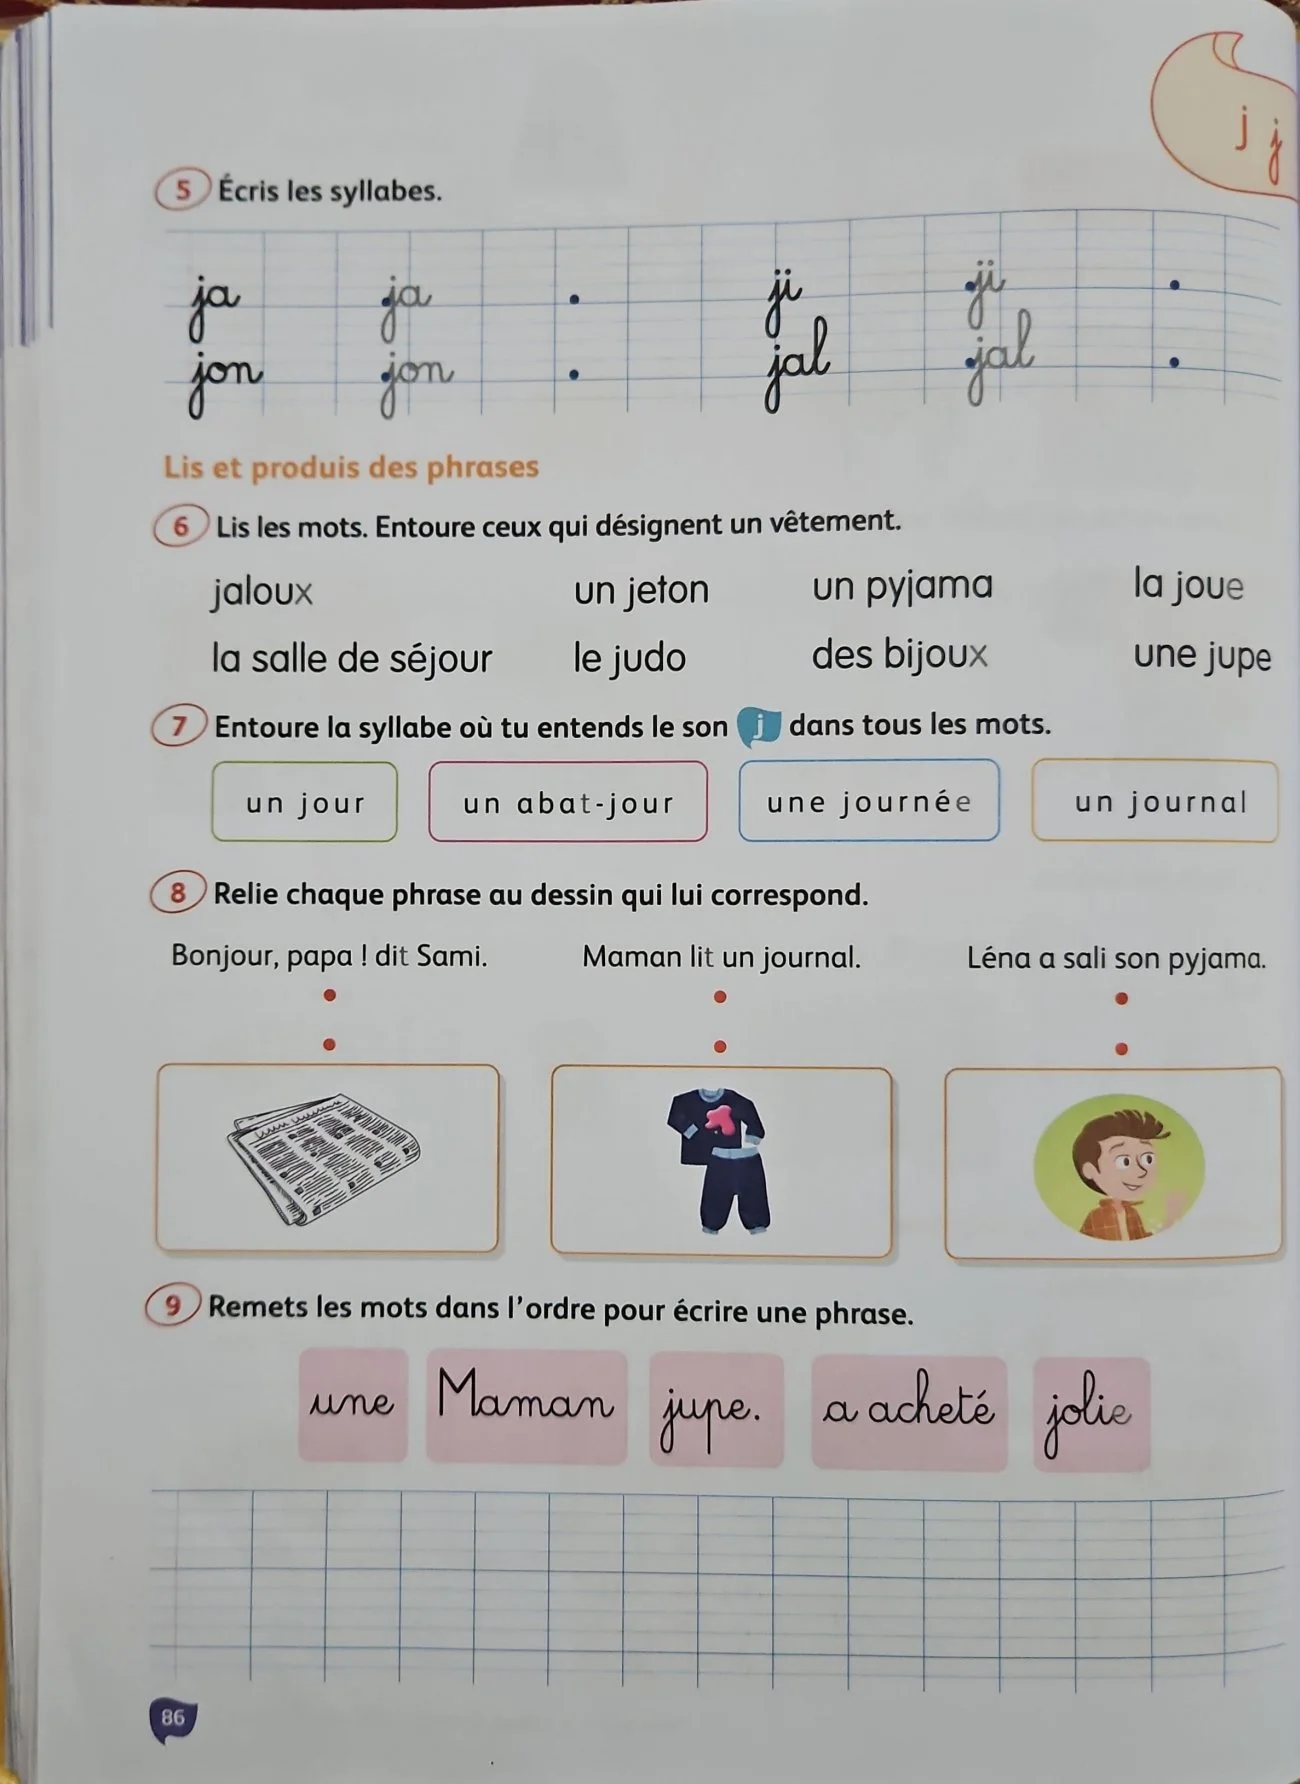 j j
5 Écris les syllabes.
ja ja ji ji
jon jon jal jal
Lis et produis des phrases
6 Lis les mots. Entoure ceux qui désignent un vêtement.
jaloux un jeton un pyjama la joue
la salle de séjour le judo des bijoux une jupe
7 Entoure la syllabe où tu entends le son j dans tous les mots.
un jour un abat-jour une journée un journal
8 Relie chaque phrase au dessin qui lui correspond.
Bonjour, papa ! dit Sami. Maman lit un journal. Léna a sali son pyjama.
9 Remets les mots dans l'ordre pour écrire une phrase.
une Maman jupe. a acheté jolie
86